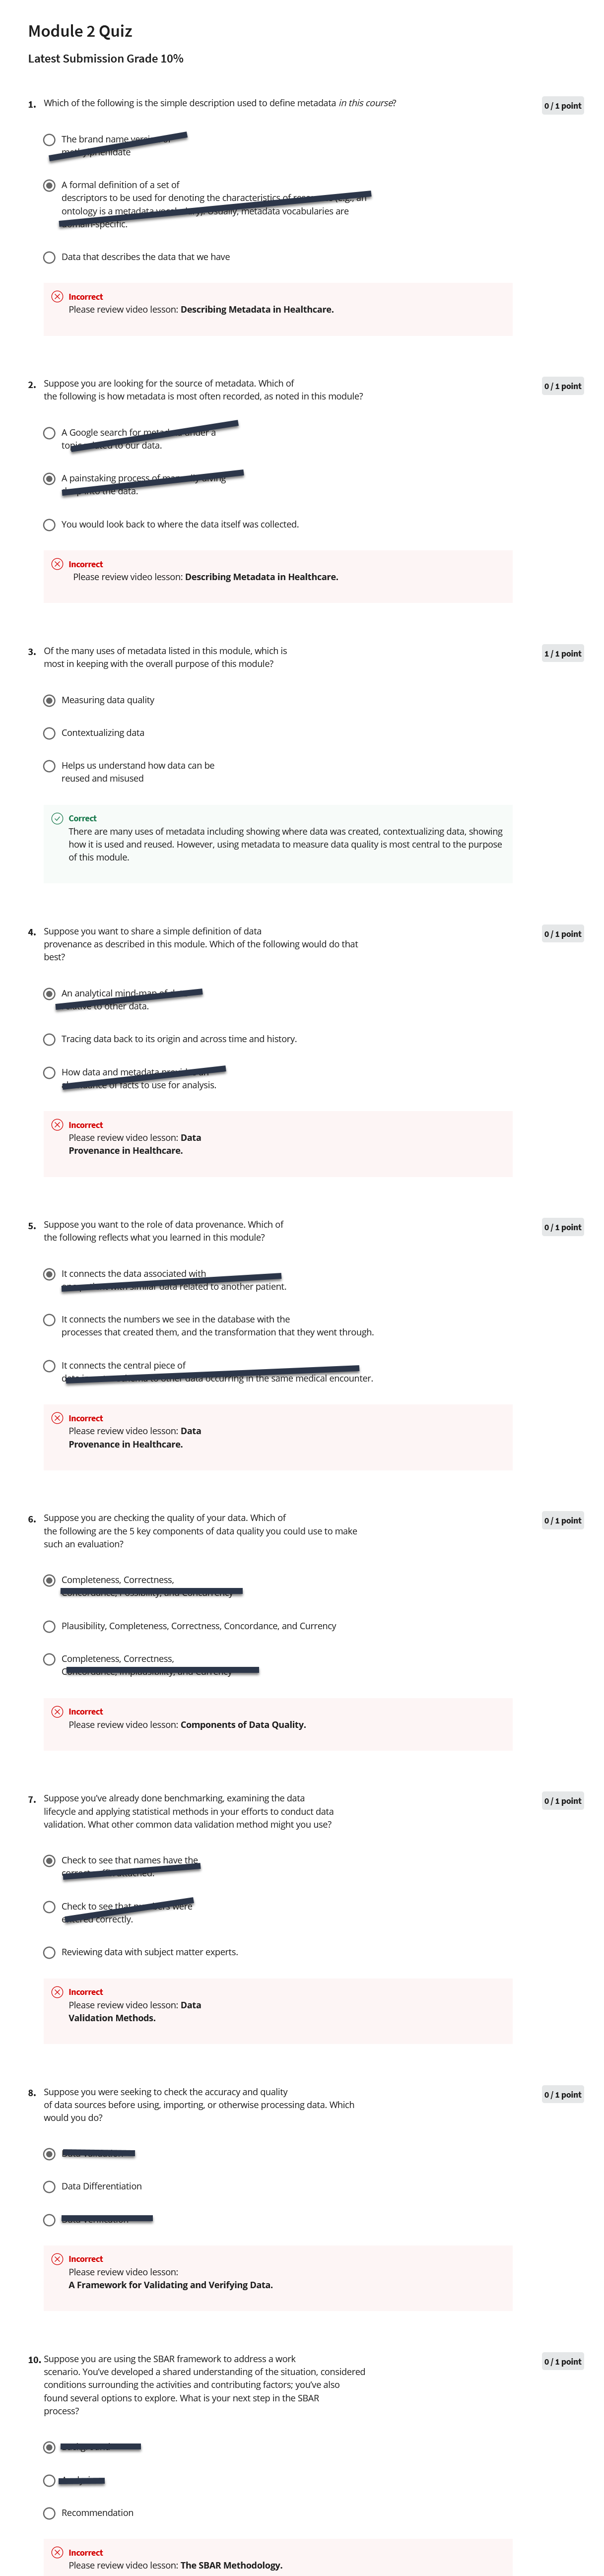 Module 2 Quiz
Latest Submission Grade 10%
1. Which of the following is the simple description used to define metadata in this course?
0 / 1 point
The brand name
A formal definition of a set of
descriptors to be used for denoting the characteristics of
ontology is a metadata usually, metadata vocabularies are
specific.
Data that describes the data that we have
Incorrect
Please review video lesson: Describing Metadata in Healthcare.
2. Suppose you are looking for the source of metadata. Which of
the following is how metadata is most often recorded, as noted in this module?
0 / 1 point
A Google search for under a
to our data.
A painstaking process of
the data.
You would look back to where the data itself was collected.
Incorrect
Please review video lesson: Describing Metadata in Healthcare.
3. Of the many uses of metadata listed in this module, which is
most in keeping with the overall purpose of this module?
1 / 1 point
Measuring data quality
Contextualizing data
Helps us understand how data can be
reused and misused
Correct
There are many uses of metadata including showing where data was created, contextualizing data, showing
how it is used and reused. However, using metadata to measure data quality is most central to the purpose
of this module.
4. Suppose you want to share a simple definition of data
provenance as described in this module. Which of the following would do that
best?
0 / 1 point
An analytical mind-map of
to other data.
Tracing data back to its origin and across time and history.
How data and metadata
of facts to use for analysis.
Incorrect
Please review video lesson: Data
Provenance in Healthcare.
5. Suppose you want to the role of data provenance. Which of
the following reflects what you learned in this module?
0 / 1 point
It connects the data associated with
with similar data related to another patient.
It connects the numbers we see in the database with the
processes that created them, and the transformation that they went through.
It connects the central piece of
to other data occurring in the same medical encounter.
Incorrect
Please review video lesson: Data
Provenance in Healthcare.
6. Suppose you are checking the quality of your data. Which of
the following are the 5 key components of data quality you could use to make
such an evaluation?
0 / 1 point
Completeness, Correctness,
Plausibility, Completeness, Correctness, Concordance, and Currency
Completeness, Correctness,
Concordance, Implausibility, and Currency
Incorrect
Please review video lesson: Components of Data Quality.
7. Suppose you've already done benchmarking, examining the data
lifecycle and applying statistical methods in your efforts to conduct data
validation. What other common data validation method might you use?
0 / 1 point
Check to see that names have the
Check to see that numbers were
entered correctly.
Reviewing data with subject matter experts.
Incorrect
Please review video lesson: Data
Validation Methods.
8. Suppose you were seeking to check the accuracy and quality
of data sources before using, importing, or otherwise processing data. Which
would you do?
0 / 1 point
Data Differentiation
Incorrect
Please review video lesson:
A Framework for Validating and Verifying Data.
10. Suppose you are using the SBAR framework to address a work
scenario. You've developed a shared understanding of the situation, considered
conditions surrounding the activities and contributing factors; you've also
found several options to explore. What is your next step in the SBAR
process?
0 / 1 point
Recommendation
Incorrect
Please review video lesson: The SBAR Methodology.